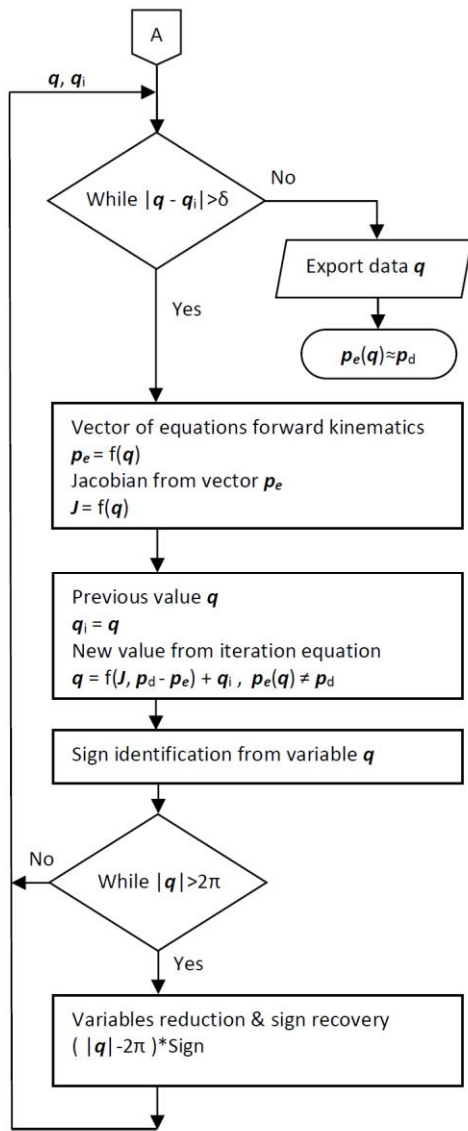 A
q, qi
While |q - qi|>δ
No
Export data q
Yes
pe(q)≈pd
Vector of equations forward kinematics
pe = f(q)
Jacobian from vector pe
J = f(q)
Previous value q
qi = q
New value from iteration equation
q = f(J, pd - pe) + qi , pe(q) ≠ pd
Sign identification from variable q
No
While |q|>2π
Yes
Variables reduction & sign recovery
( |q|-2π )*Sign